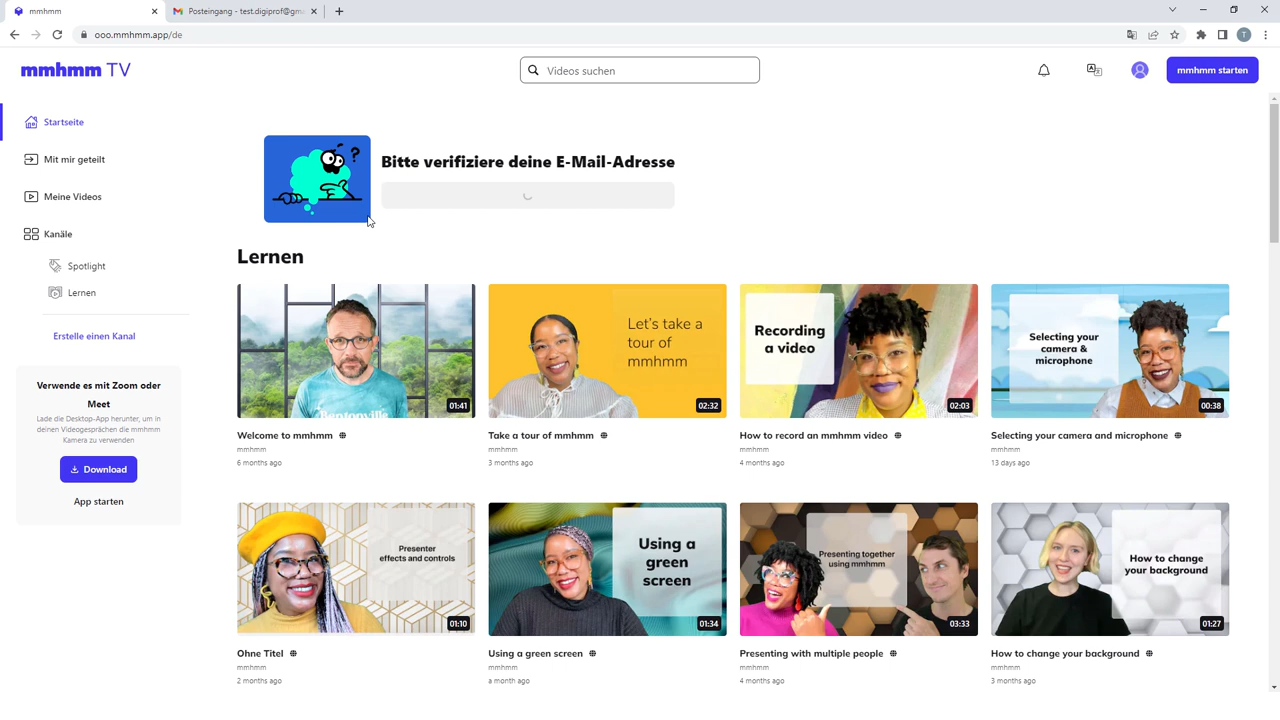 mmhmm
Posteingang - test.digiprof@gm
ooo.mmhmm.app/de
T
mmhmm TV
Videos suchen
mmhmm starten
Startseite
Mit mir geteilt
Meine Videos
Kanäle
Spotlight
Lernen
Erstelle einen Kanal
Verwende es mit Zoom oder
Meet
Lade die Desktop-App herunter, um in
deinen Videogesprächen die mmhmm
Kamera zu verwenden
Download
App starten
Bitte verifiziere deine E-Mail-Adresse
Lernen
Bentonville
01:41
Welcome to mmhmm
mmhmm
6 months ago
Let's take a
tour of
mmhmm
02:32
Take a tour of mmhmm
mmhmm
3 months ago
Recording
a video
02:03
How to record an mmhmm video
mmhmm
4 months ago
Selecting your
camera &
microphone
00:38
Selecting your camera and microphone
mmhmm
13 days ago
Presenter
effects and controls
01:10
Ohne Titel
mmhmm
2 months ago
Using a
green
screen
01:34
Using a green screen
mmhmm
a month ago
Presenting together
using mmhmm
03:33
Presenting with multiple people
mmhmm
4 months ago
How to change
your background
01:27
How to change your background
mmhmm
3 months ago